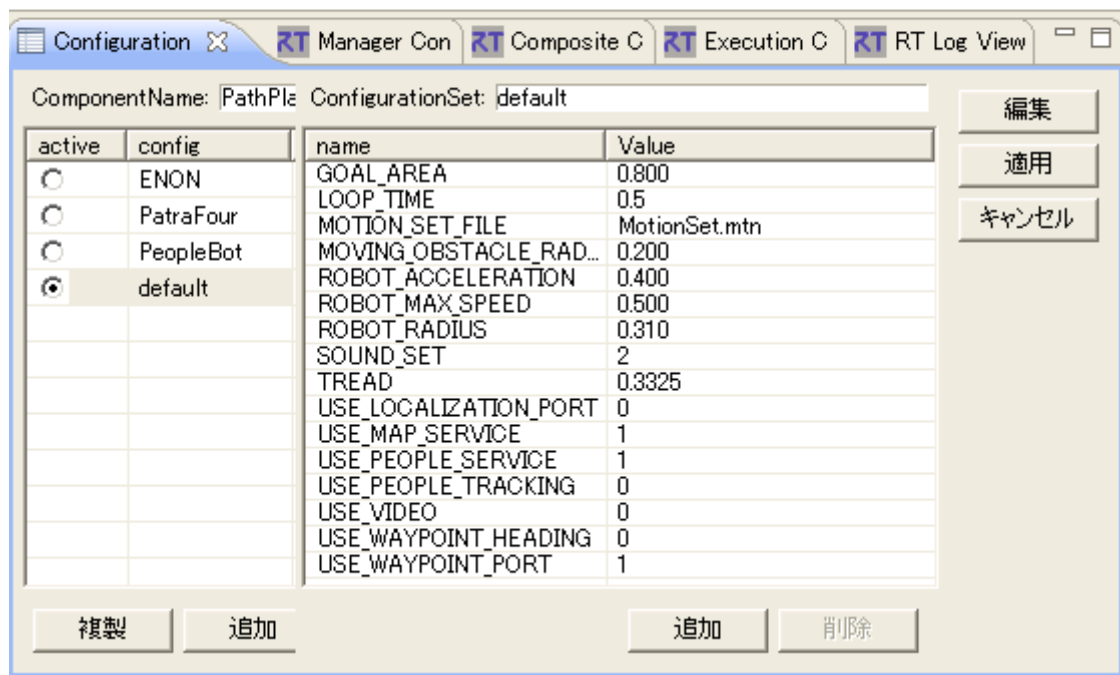 Configuration RT Manager Con RT Composite C RT Execution C RT RT Log View
ComponentName: PathPla ConfigurationSet: default
編集
適用
キャンセル
active config
ENON
PatraFour
PeopleBot
default
name Value
GOAL_AREA 0.800
LOOP_TIME 0.5
MOTION_SET_FILE MotionSet.mtn
MOVING_OBSTACLE_RAD... 0.200
ROBOT_ACCELERATION 0.400
ROBOT_MAX_SPEED 0.500
ROBOT_RADIUS 0.310
SOUND_SET 2
TREAD 0.3325
USE_LOCALIZATION_PORT 0
USE_MAP_SERVICE 1
USE_PEOPLE_SERVICE 1
USE_PEOPLE_TRACKING 0
USE_VIDEO 0
USE_WAYPOINT_HEADING 0
USE_WAYPOINT_PORT 1
複製 追加 追加 削除